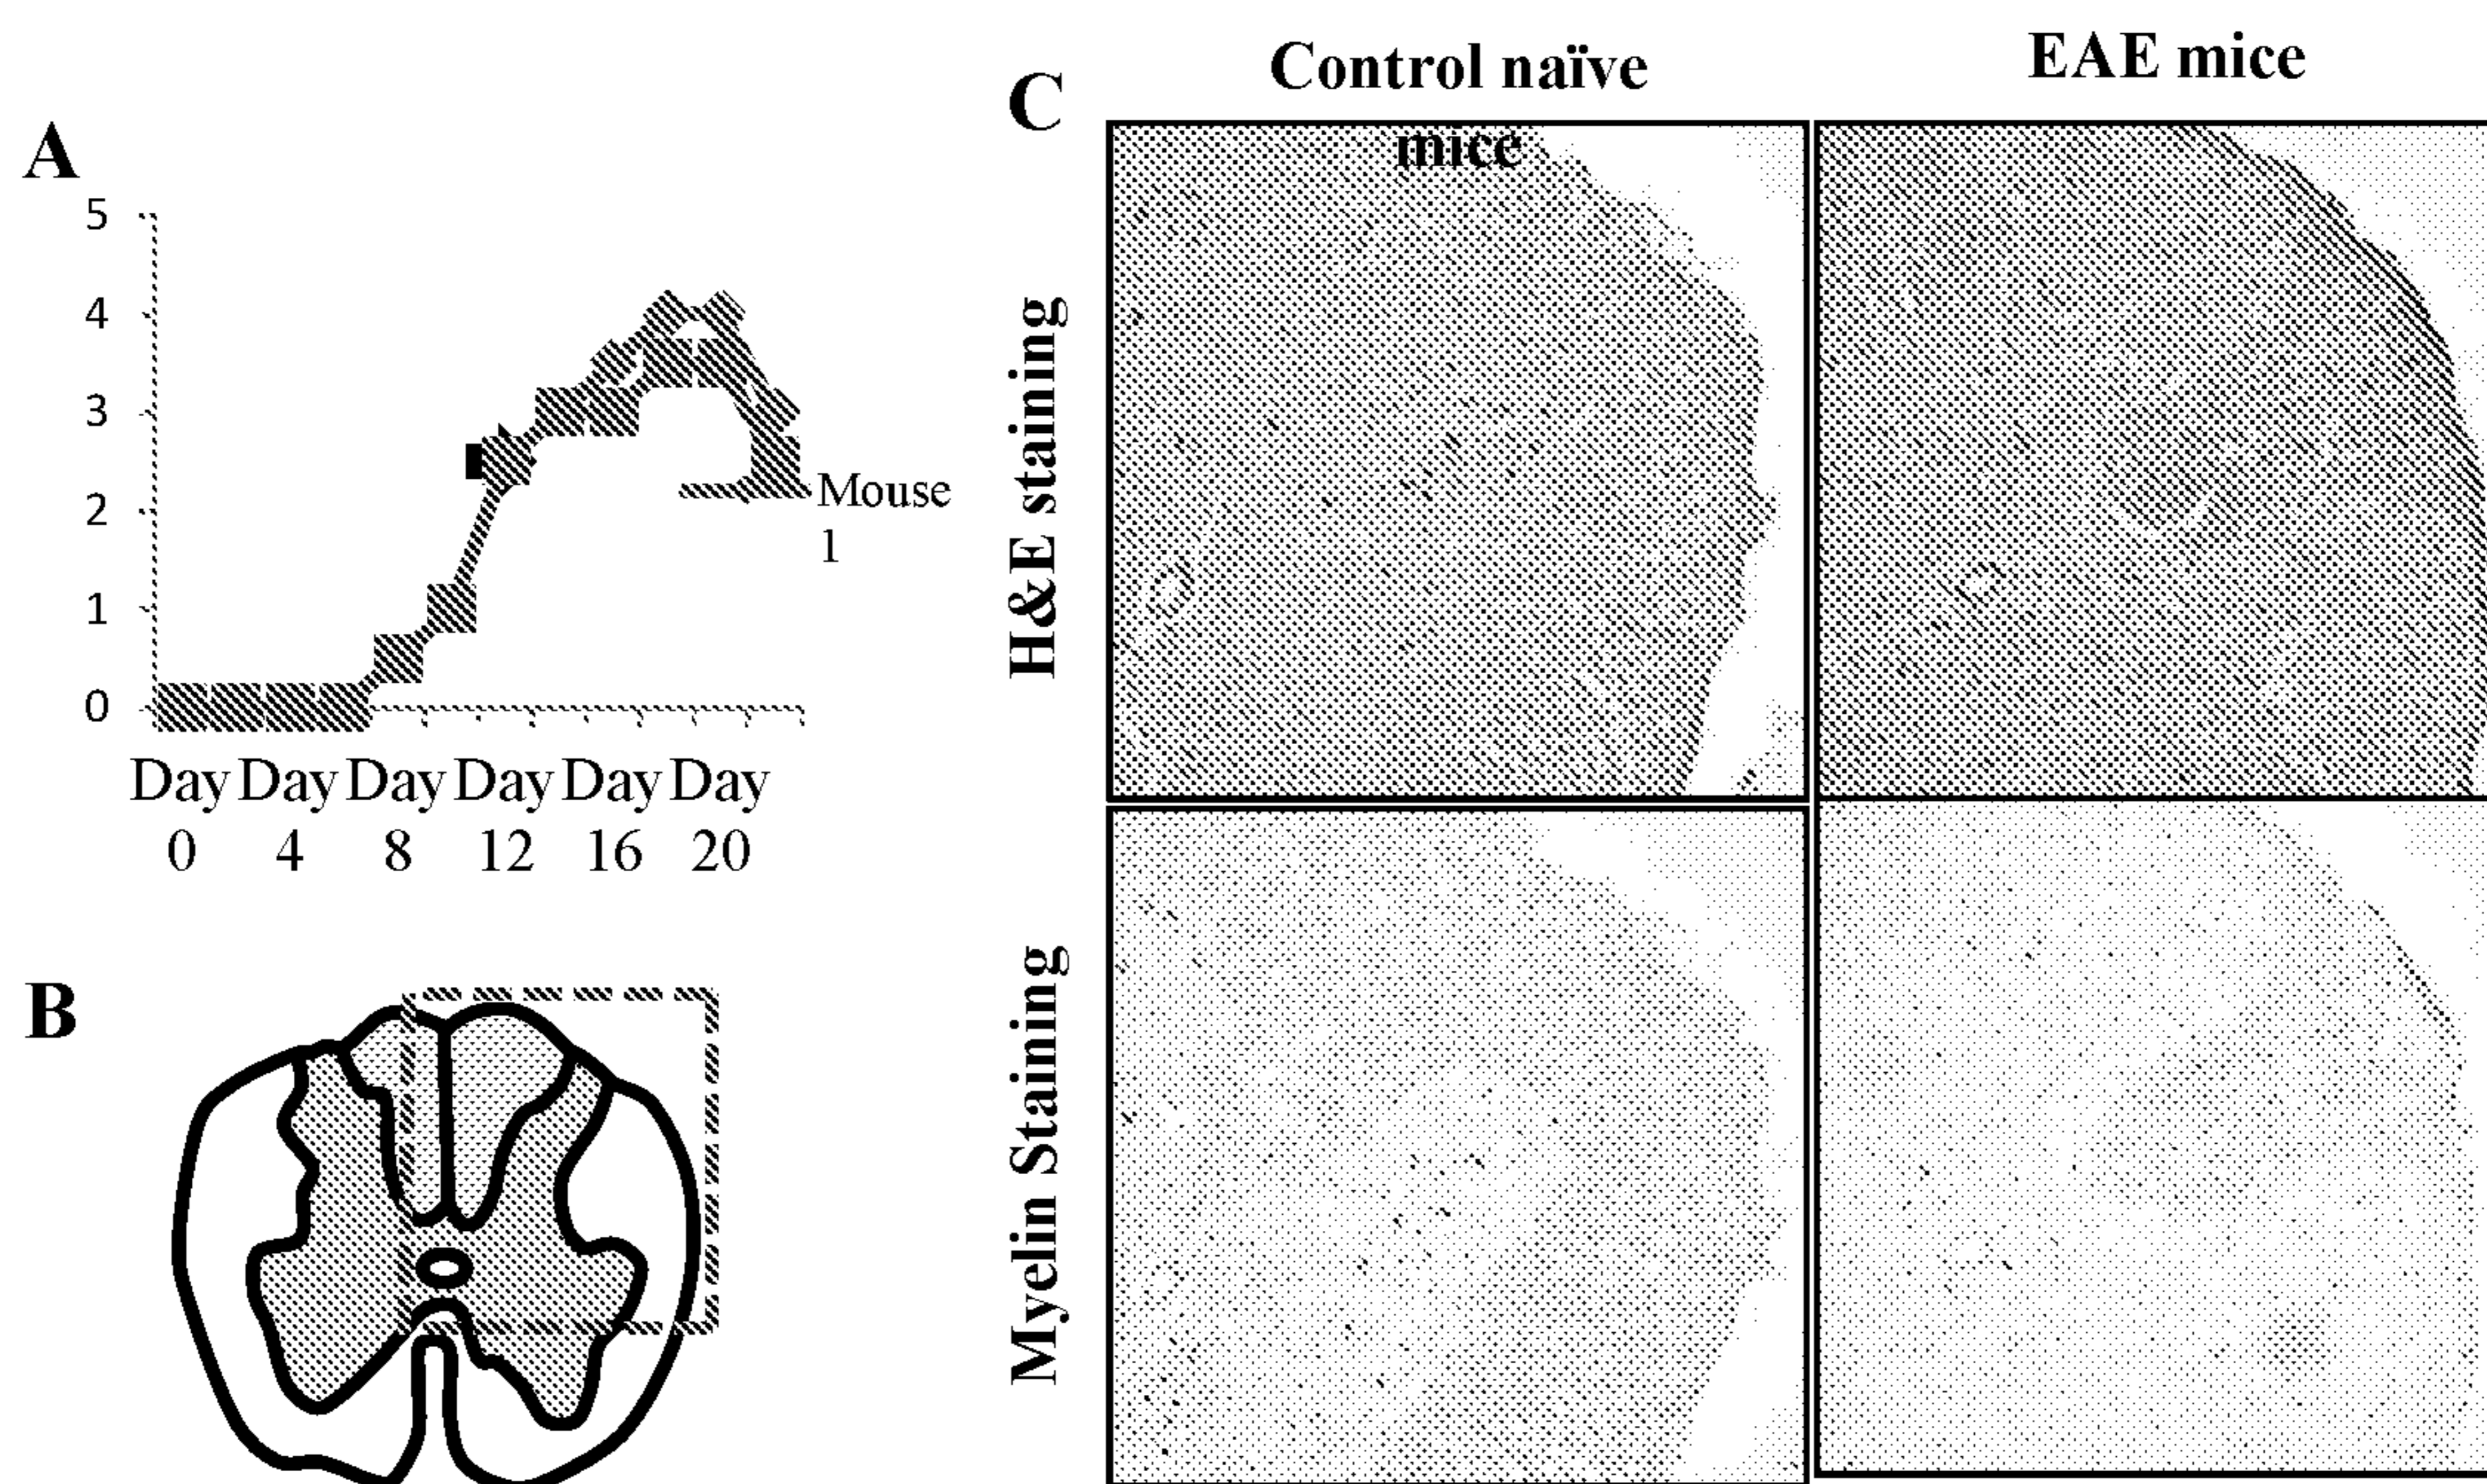 A
5
4
3
2
1
0
Mouse
1
Day Day Day Day Day Day
0 4 8 12 16 20
B
C
Control naïve
mice
EAE mice
H&E staining
Myelin Staining